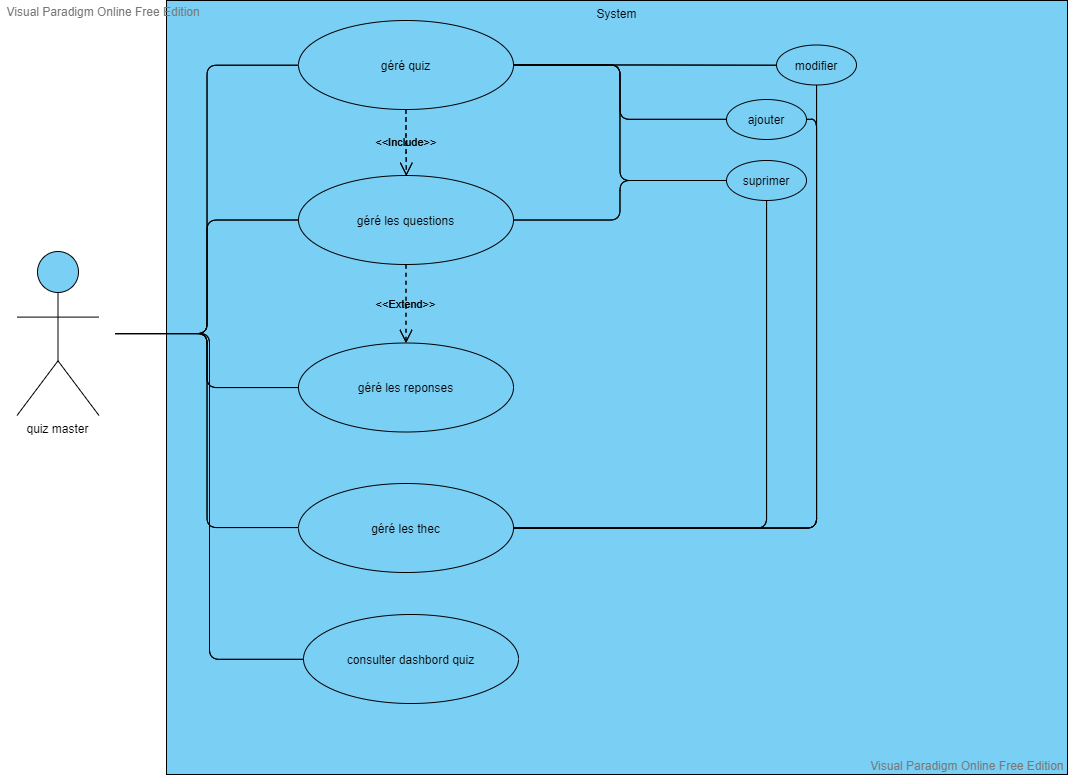 Visual Paradigm Online Free Edition
System
géré quiz
modifier
ajouter
<<Include>>
suprimer
géré les questions
<<Extend>>
géré les reponses
quiz master
géré les thec
consulter dashbord quiz
Visual Paradigm Online Free Edition